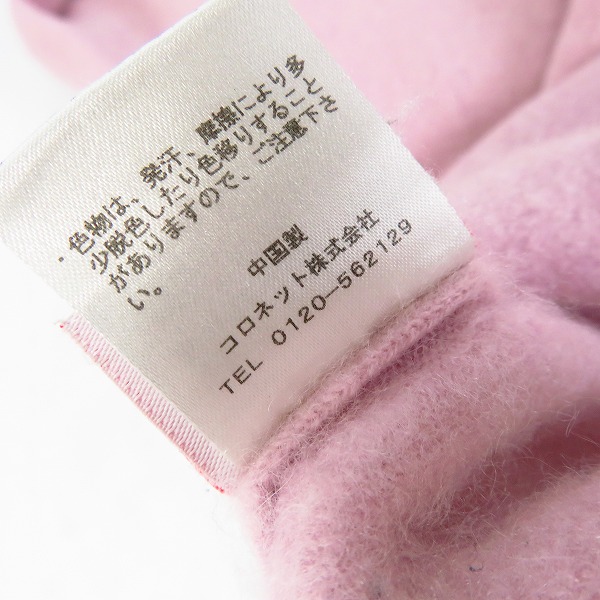 ・色物は、発汗、摩擦により多
少脱色したり色移りすること
がありますので、ご注意下さ
い。
中国製
コロネット株式会社
TEL 0120-562129